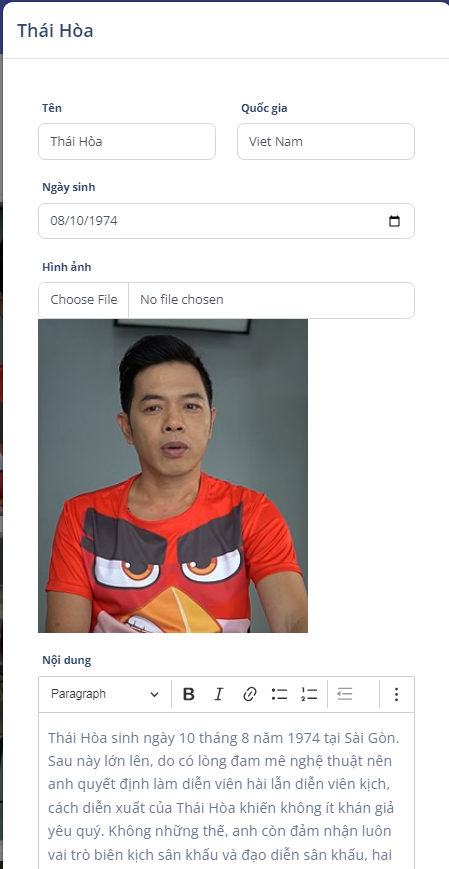 Thái Hòa
Tên
Quốc gia
Thái Hòa
Viet Nam
Ngày sinh
08/10/1974
Hình ảnh
Choose File
No file chosen
Nội dung
Paragraph
B
I
Thái Hòa sinh ngày 10 tháng 8 năm 1974 tại Sài Gòn.
Sau này lớn lên, do có lòng đam mê nghệ thuật nên
anh quyết định làm diễn viên hài lẫn diễn viên kịch,
cách diễn xuất của Thái Hòa khiến không ít khán giả
yêu quý. Không những thế, anh còn đảm nhận luôn
vai trò biên kịch sân khấu và đạo diễn sân khấu, hai